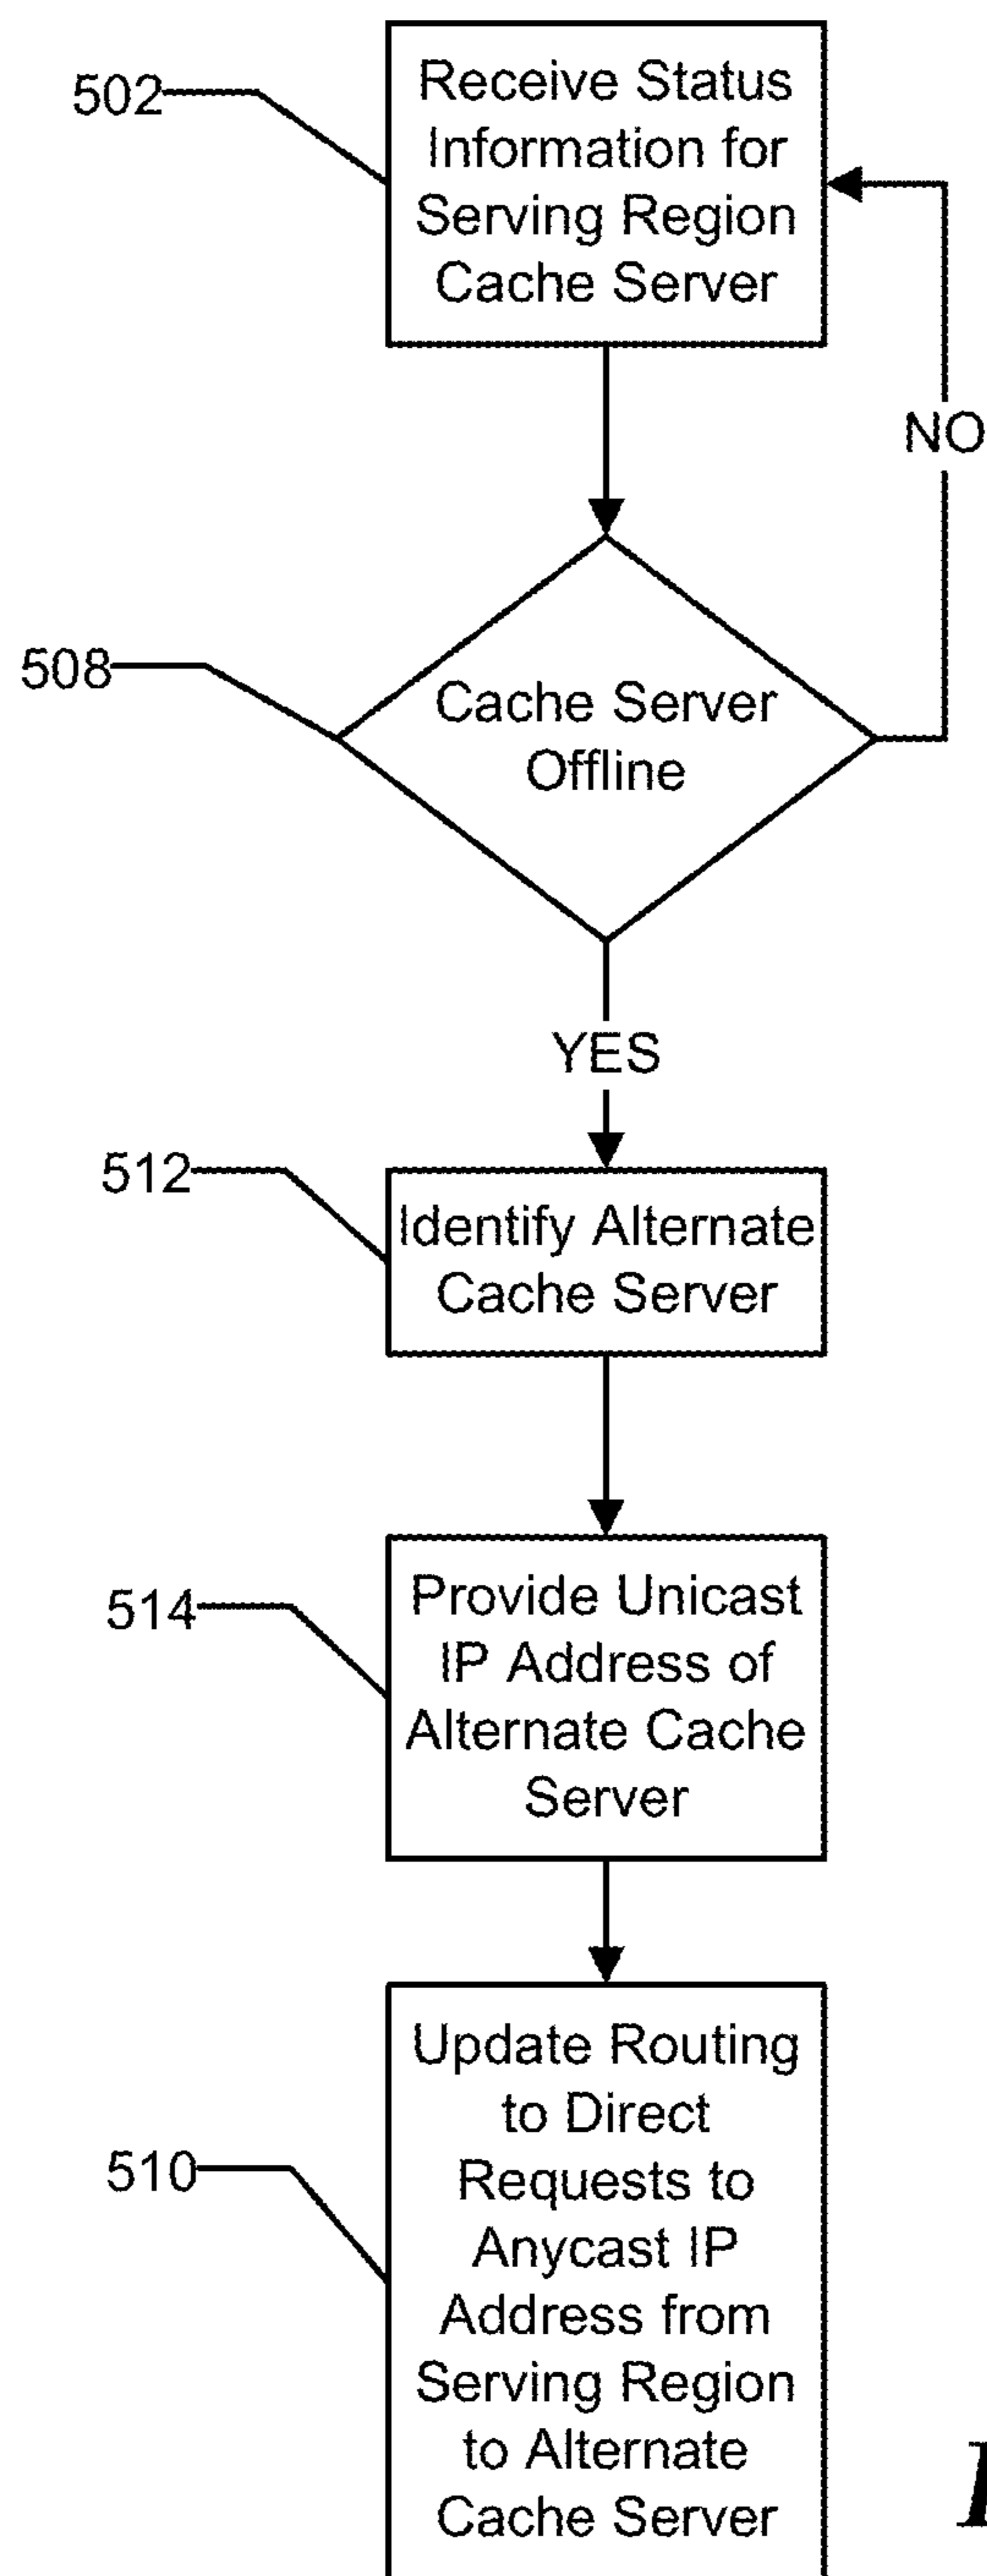 502
Receive Status
Information for
Serving Region
Cache Server
NO
508
Cache Server
Offline
YES
512
Identify Alternate
Cache Server
514
Provide Unicast
IP Address of
Alternate Cache
Server
510
Update Routing
to Direct
Requests to
Anycast IP
Address from
Serving Region
to Alternate
Cache Server